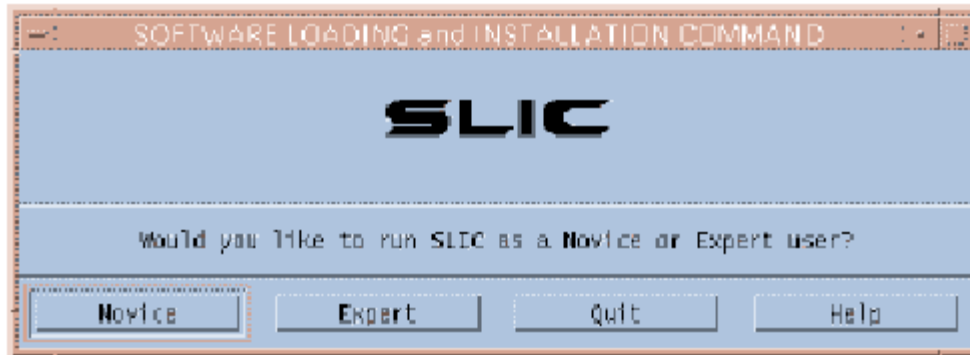 SOFTWARE LOADING and INSTALLATION COMMAND
SLIC
Would you like to run SLIC as a Novice or Expert user?
Novice Expert Quit Help